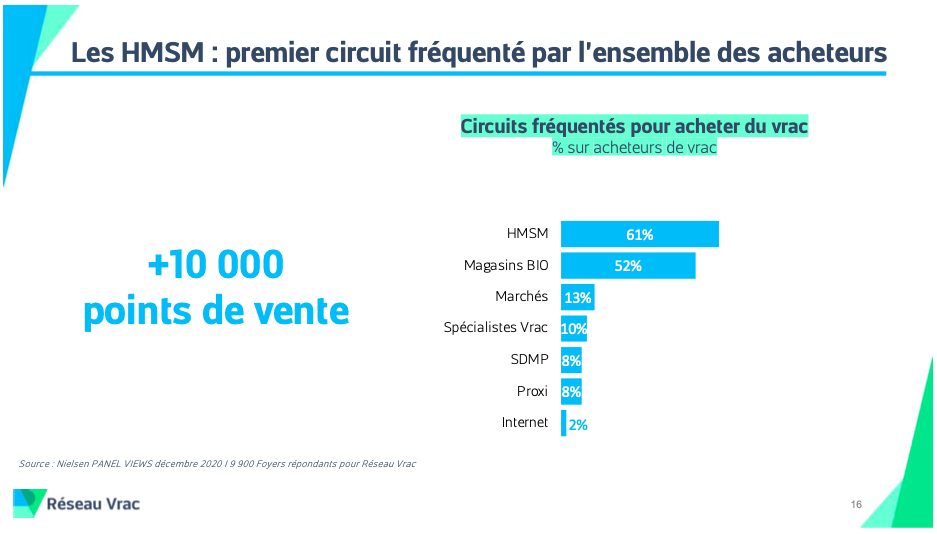 Les HMSM : premier circuit fréquenté par l'ensemble des acheteurs
Circuits fréquentés pour acheter du vrac
% sur acheteurs de vrac
+10 000
points de vente
HMSM 61%
Magasins BIO 52%
Marchés 13%
Spécialistes Vrac 10%
SDMP 8%
Proxi 8%
Internet 2%
Source : Nielsen PANEL VIEWS décembre 2020 I 9 900 Foyers répondants pour Réseau Vrac
Réseau Vrac
16